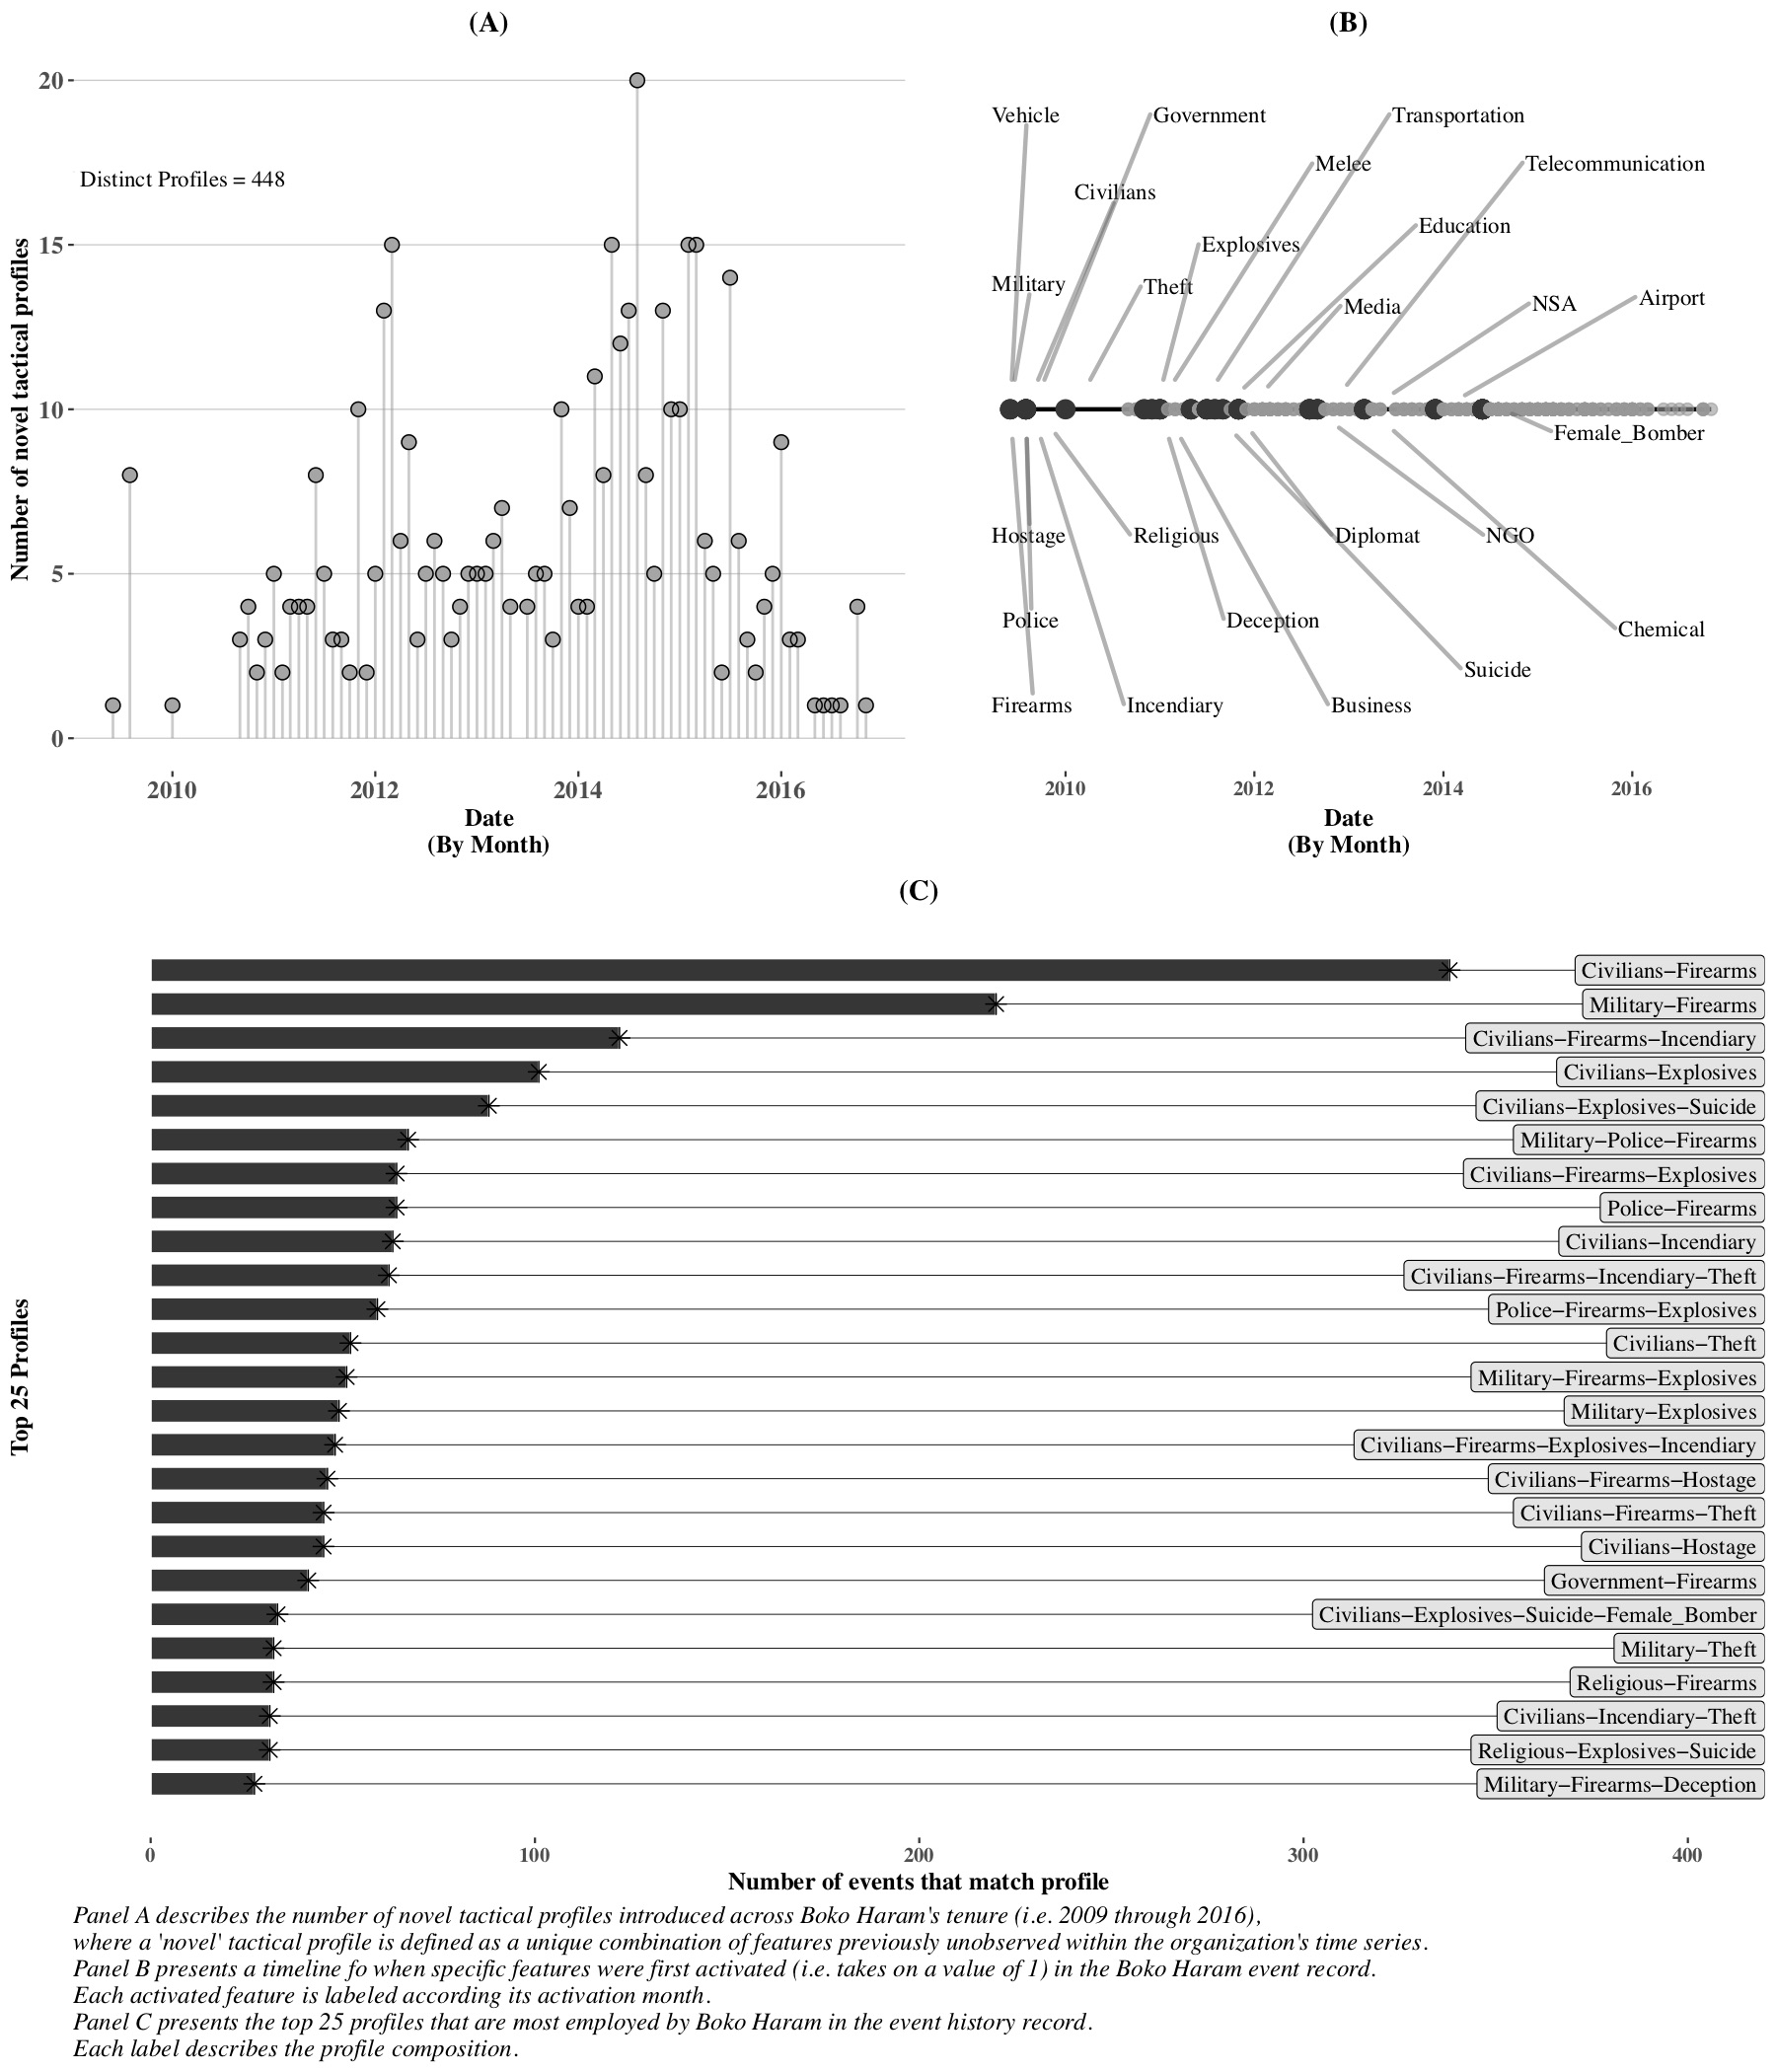 (A)
20
15
10
5
0
Distinct Profiles = 448
Number of novel tactical profiles
2010
2012
2014
2016
Date
(By Month)
(B)
Vehicle
Government
Transportation
Melee
Telecommunication
Civilians
Education
Explosives
Military
Theft
Media
NSA
Airport
Female_Bomber
Hostage
Religious
Diplomat
NGO
Police
Deception
Chemical
Suicide
Firearms
Incendiary
Business
2010
2012
2014
2016
Date
(By Month)
(C)
Top 25 Profiles
Civilians−Firearms
Military−Firearms
Civilians−Firearms−Incendiary
Civilians−Explosives
Civilians−Explosives−Suicide
Military−Police−Firearms
Civilians−Firearms−Explosives
Police−Firearms
Civilians−Incendiary
Civilians−Firearms−Incendiary−Theft
Police−Firearms−Explosives
Civilians−Theft
Military−Firearms−Explosives
Military−Explosives
Civilians−Firearms−Explosives−Incendiary
Civilians−Firearms−Hostage
Civilians−Firearms−Theft
Civilians−Hostage
Government−Firearms
Civilians−Explosives−Suicide−Female_Bomber
Military−Theft
Religious−Firearms
Civilians−Incendiary−Theft
Religious−Explosives−Suicide
Military−Firearms−Deception
0
100
200
300
400
Number of events that match profile
Panel A describes the number of novel tactical profiles introduced across Boko Haram's tenure (i.e. 2009 through 2016),
where a 'novel' tactical profile is defined as a unique combination of features previously unobserved within the organization's time series.
Panel B presents a timeline fo when specific features were first activated (i.e. takes on a value of 1) in the Boko Haram event record.
Each activated feature is labeled according its activation month.
Panel C presents the top 25 profiles that are most employed by Boko Haram in the event history record.
Each label describes the profile composition.